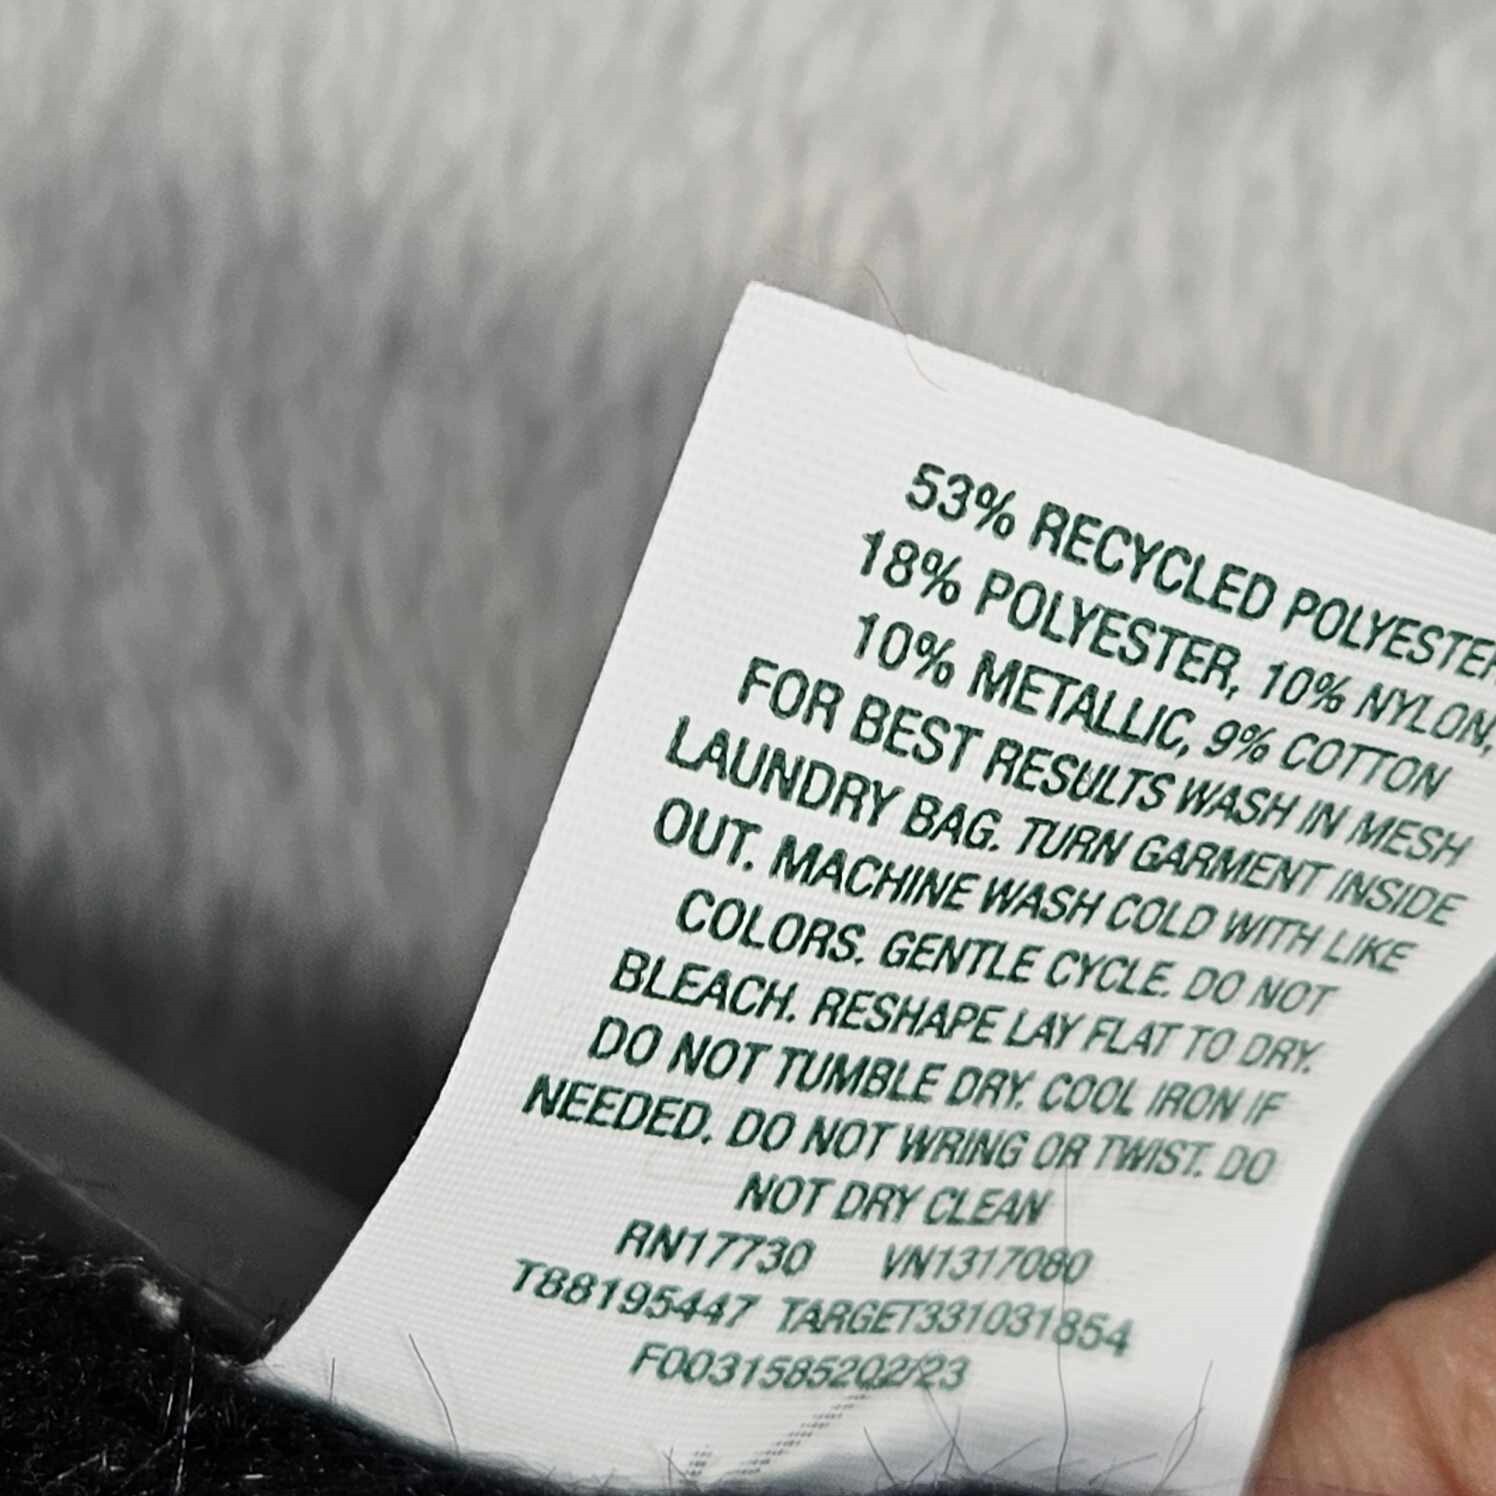 53% RECYCLED POLYESTER
18% POLYESTER, 10% NYLON,
10% METALLIC, 9% COTTON
FOR BEST RESULTS WASH IN MESH
LAUNDRY BAG. TURN GARMENT INSIDE
OUT. MACHINE WASH COLD WITH LIKE
COLORS. GENTLE CYCLE. DO NOT
BLEACH. RESHAPE LAY FLAT TO DRY.
DO NOT TUMBLE DRY. COOL IRON IF
NEEDED. DO NOT WRING OR TWIST. DO
NOT DRY CLEAN
RN17730 VN1317080
T88195447 TARGET331031854
F0031585202/23